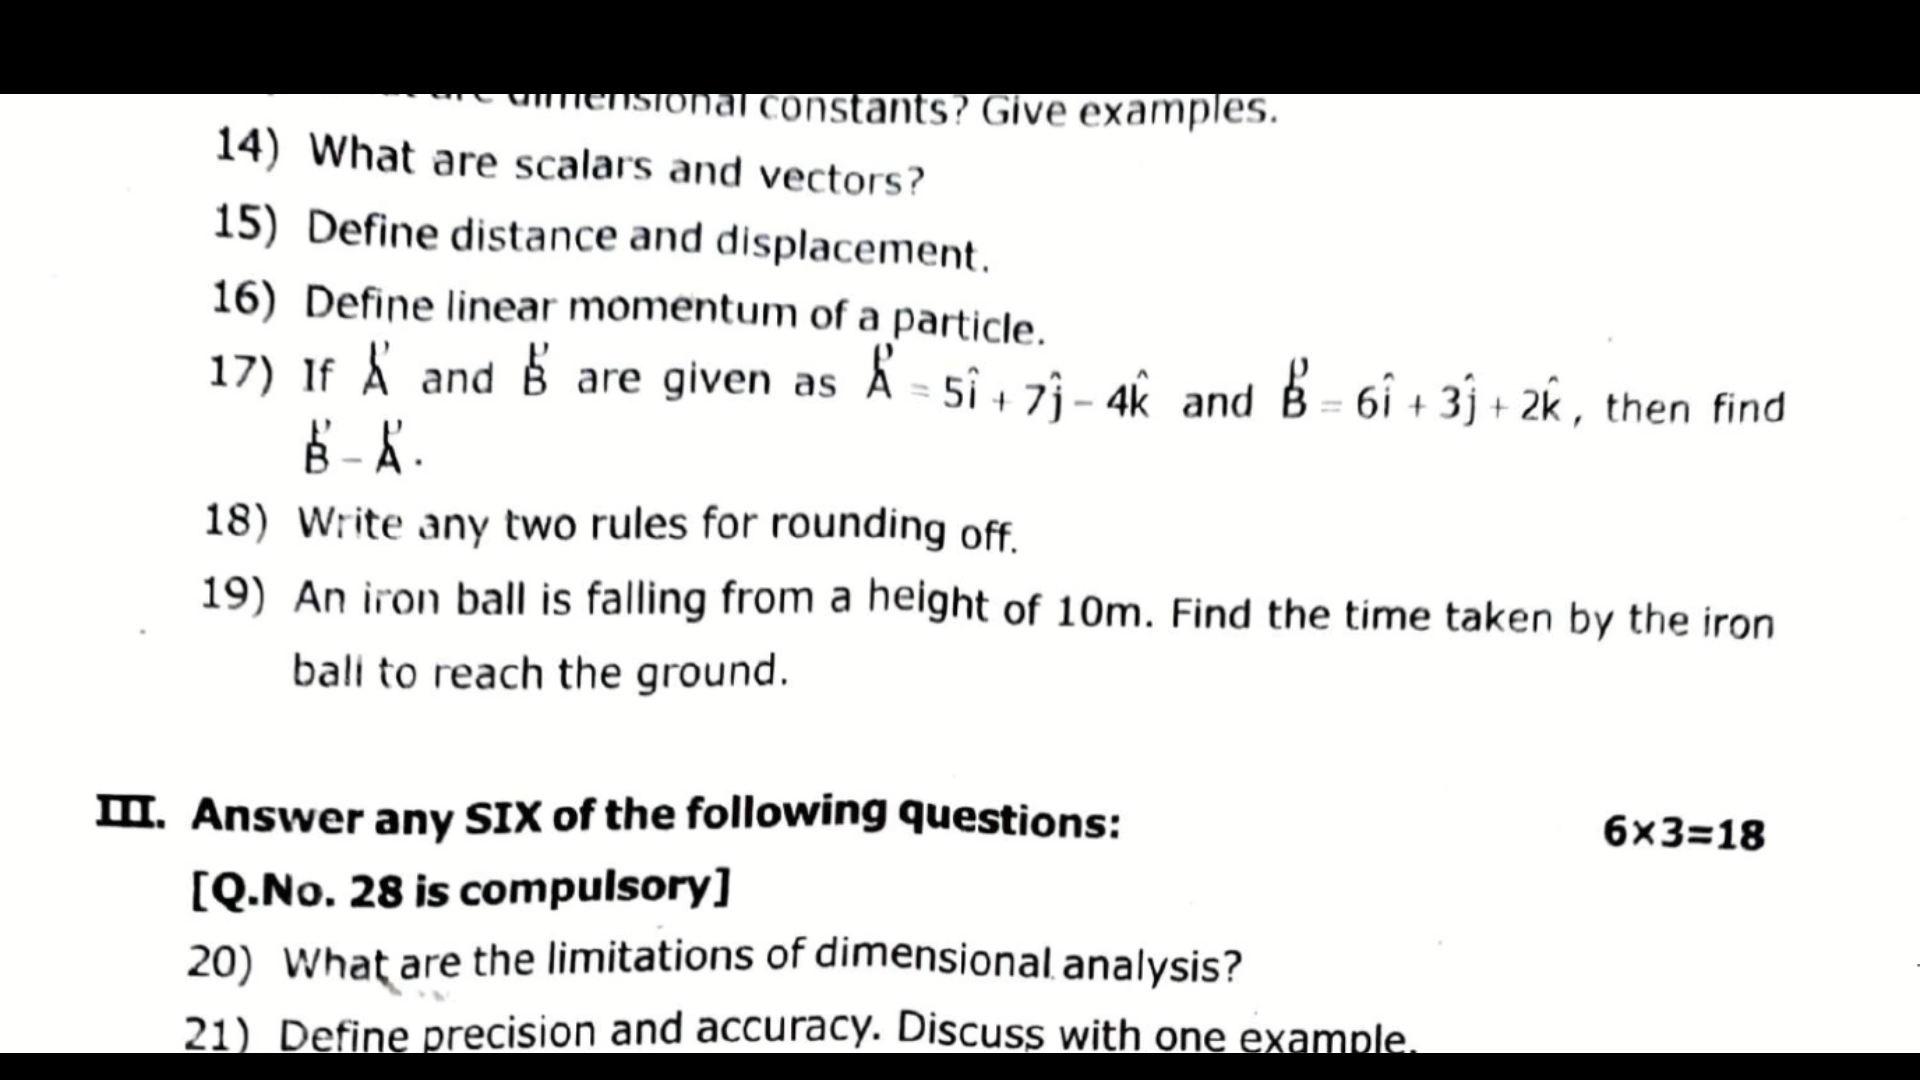 dimensional constants? Give examples.
14) What are scalars and vectors?
15) Define distance and displacement.
16) Define linear momentum of a particle.
17) If A and B are given as A = 5î + 7ĵ – 4k̂ and B = 6î + 3ĵ + 2k̂, then find
B – A.
18) Write any two rules for rounding off.
19) An iron ball is falling from a height of 10m. Find the time taken by the iron
ball to reach the ground.
III. Answer any SIX of the following questions: 6×3=18
[Q.No. 28 is compulsory]
20) What are the limitations of dimensional analysis?
21) Define precision and accuracy. Discuss with one example.